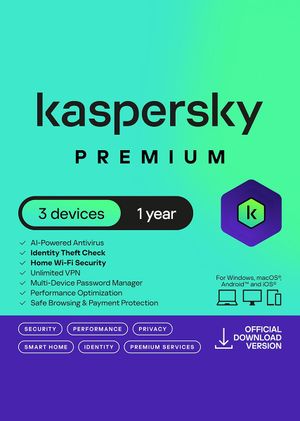 kaspersky
PREMIUM
3 devices 1 year
AI-Powered Antivirus
Identity Theft Check
Home Wi-Fi Security
Unlimited VPN
Multi-Device Password Manager
Performance Optimization
Safe Browsing & Payment Protection
k
For Windows, macOS®,
Android™ and iOS®
SECURITY PERFORMANCE PRIVACY
SMART HOME IDENTITY PREMIUM SERVICES
OFFICIAL
DOWNLOAD
VERSION